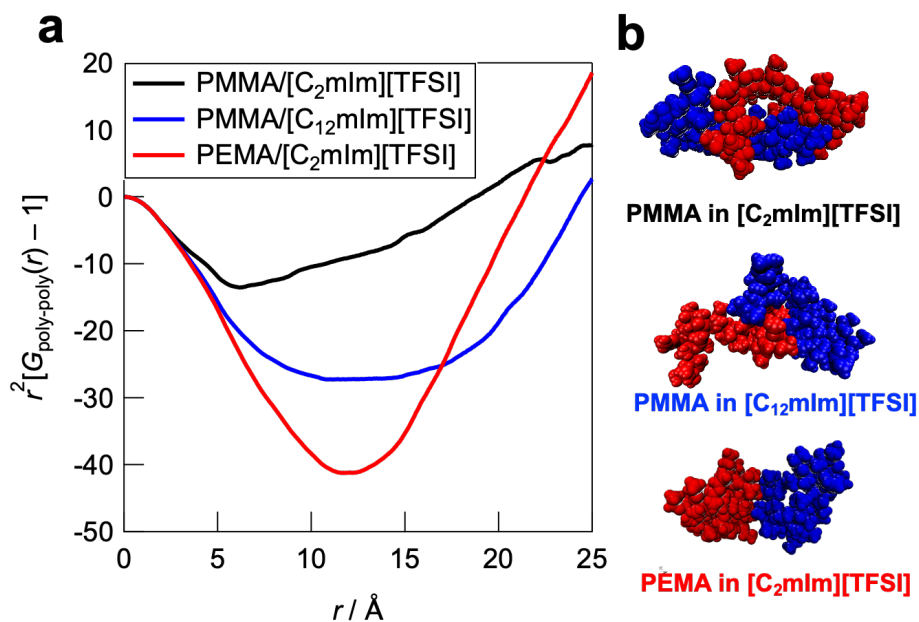 a
b
20
10
0
-10
-20
-30
-40
-50
r²[Gpoly-poly(r) − 1]
PMMA/[C₂mIm][TFSI]
PMMA/[C₁₂mIm][TFSI]
PEMA/[C₂mIm][TFSI]
0
5
10
15
20
25
r / Å
PMMA in [C₂mIm][TFSI]
PMMA in [C₁₂mIm][TFSI]
PEMA in [C₂mIm][TFSI]